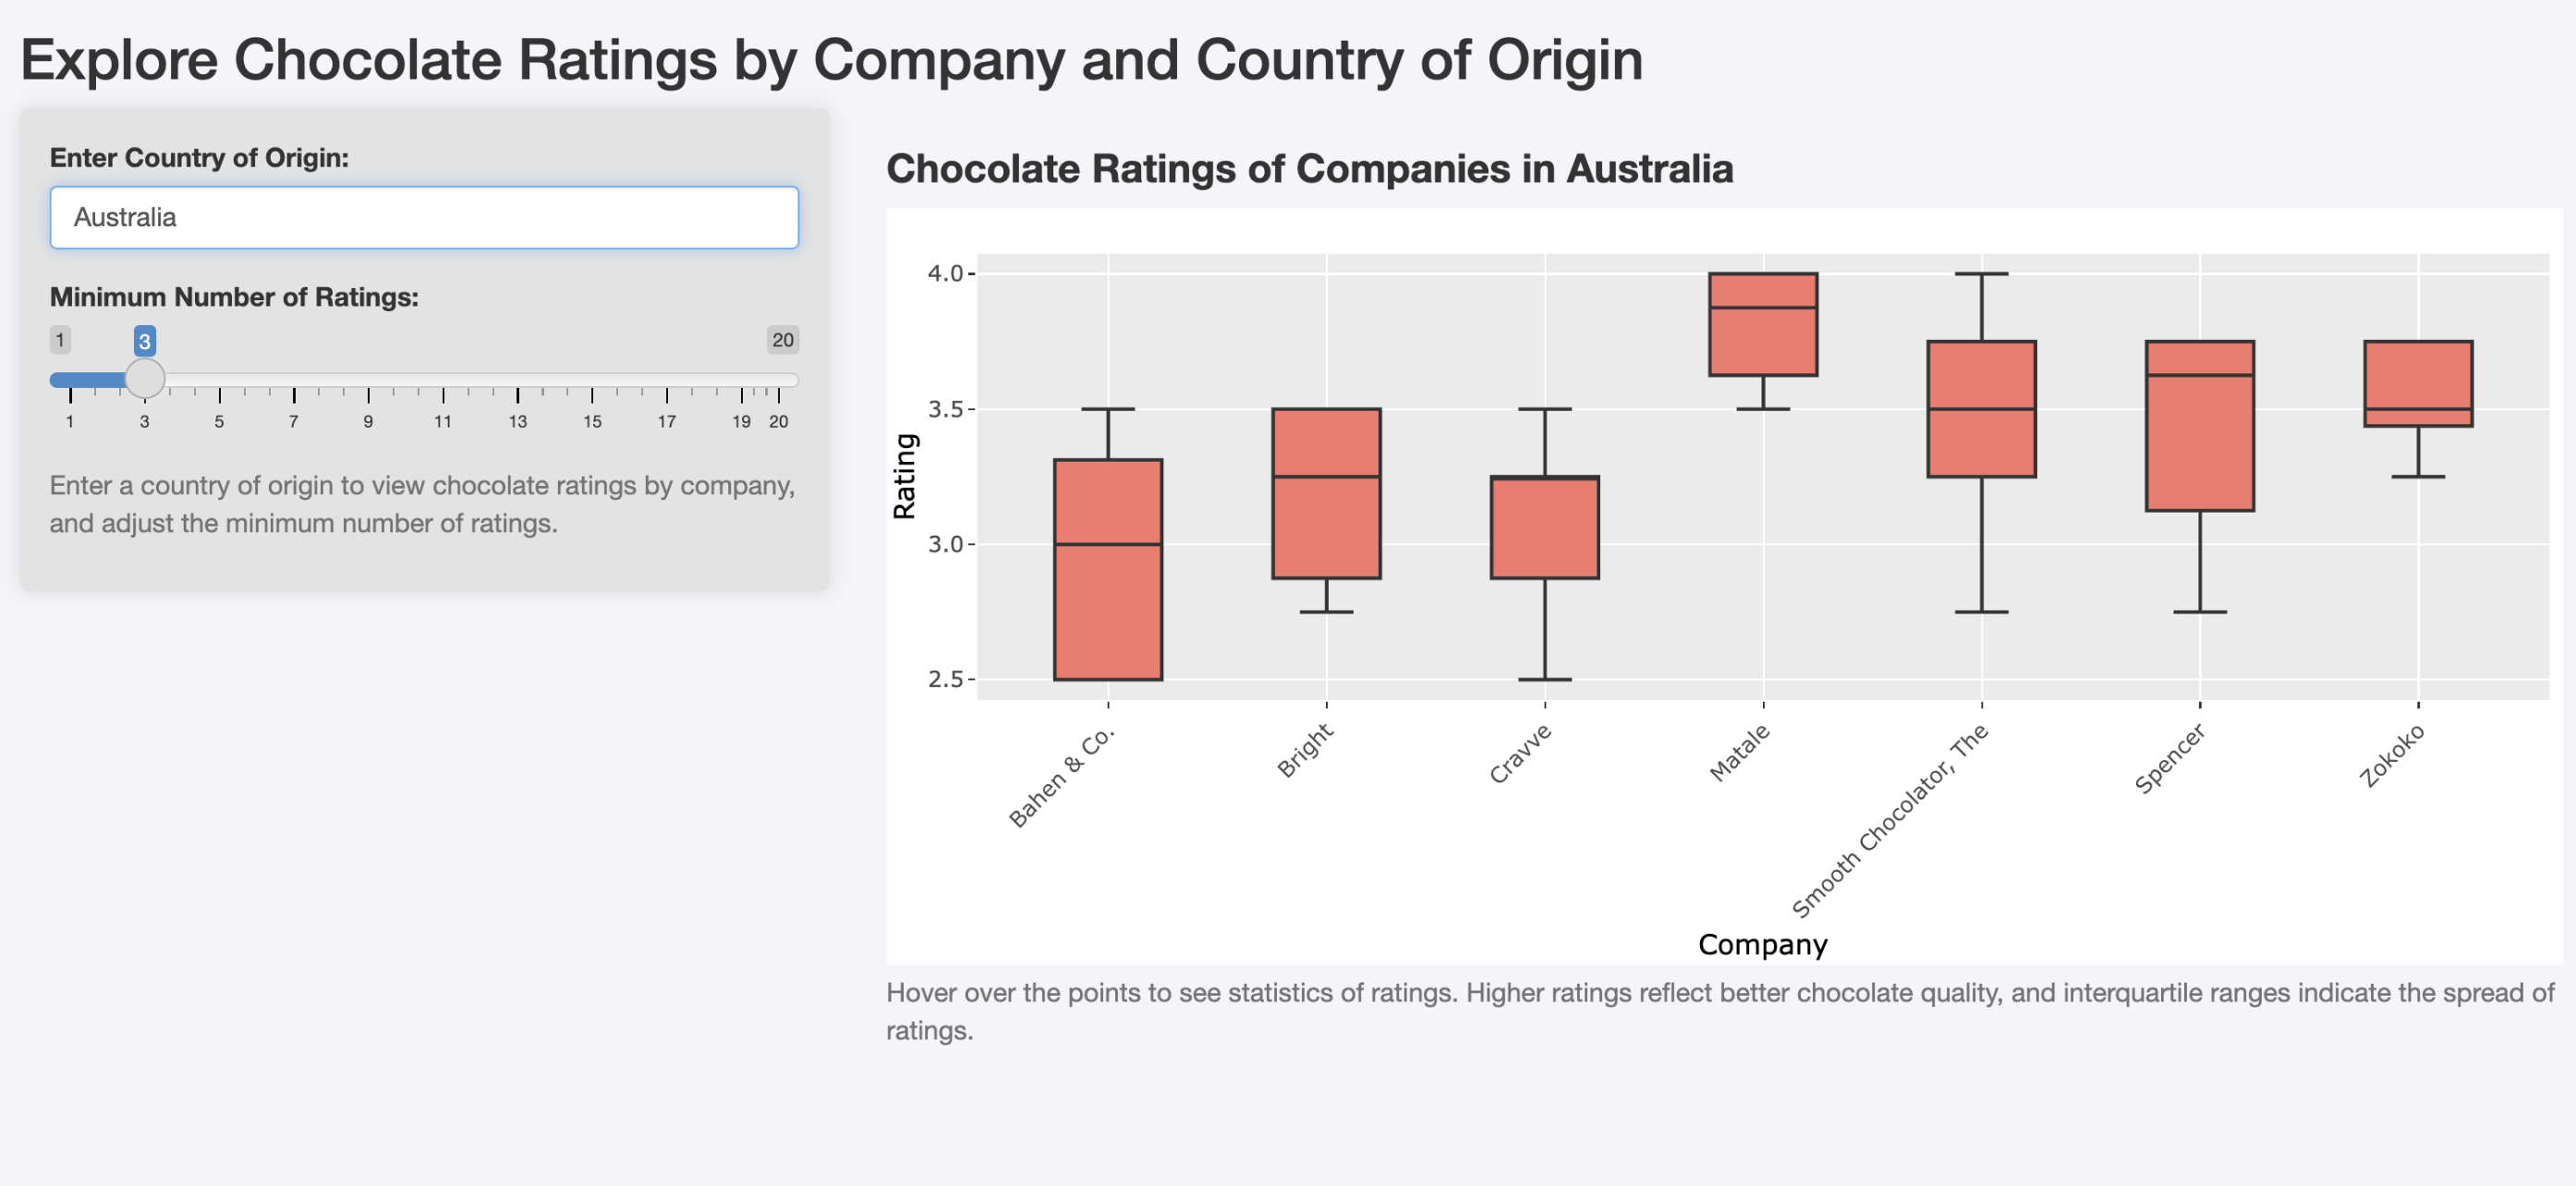 Explore Chocolate Ratings by Company and Country of Origin
Enter Country of Origin:
Australia
Minimum Number of Ratings:
1 3 20
1 3 5 7 9 11 13 15 17 19 20
Enter a country of origin to view chocolate ratings by company,
and adjust the minimum number of ratings.
Chocolate Ratings of Companies in Australia
4.0
3.5
3.0
2.5
Rating
Bahen & Co.
Bright
Cravve
Matale
Smooth Chocolator, The
Spencer
Zokoko
Company
Hover over the points to see statistics of ratings. Higher ratings reflect better chocolate quality, and interquartile ranges indicate the spread of
ratings.